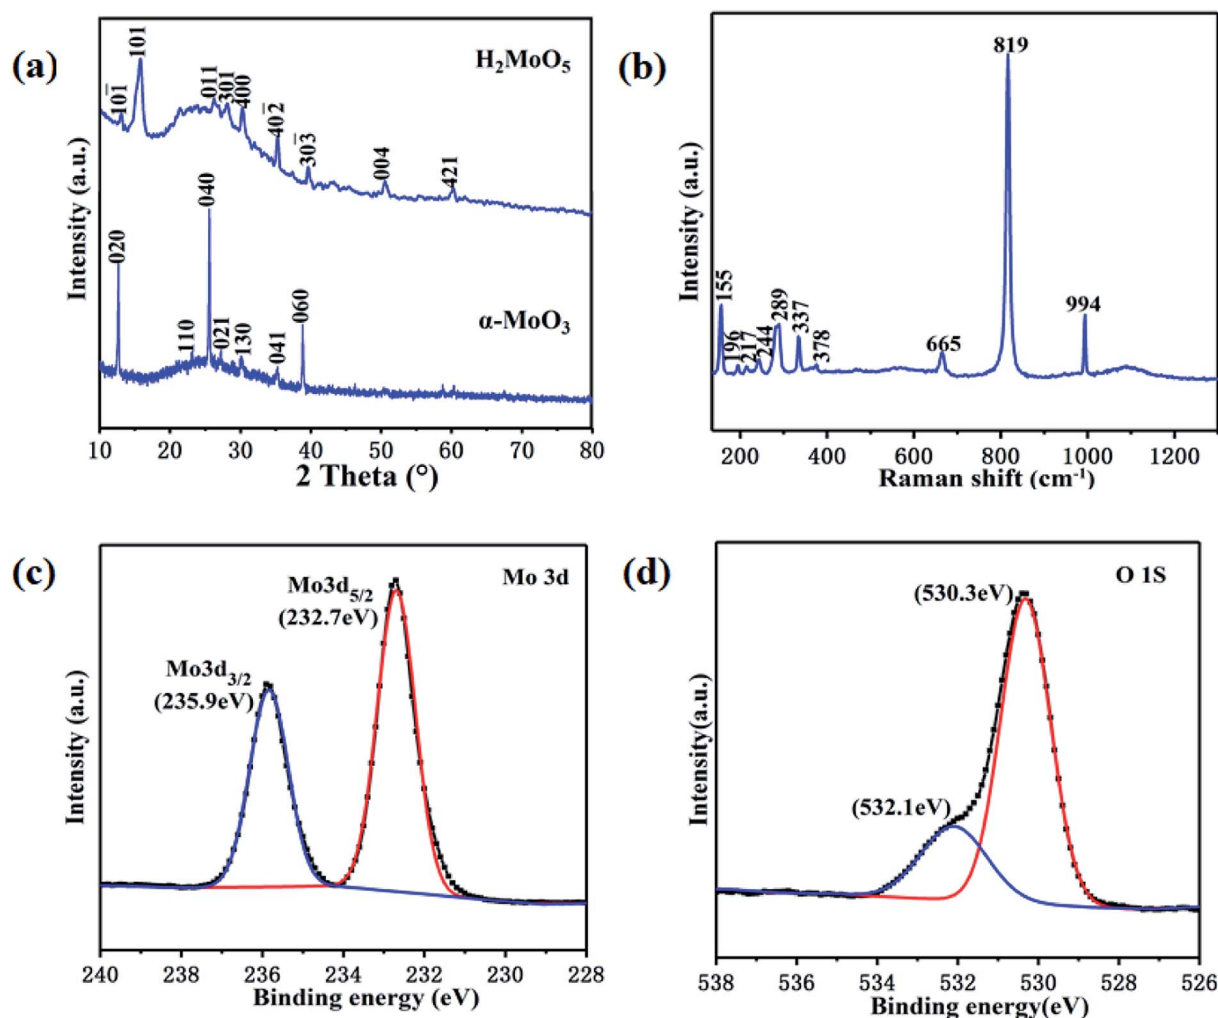 (a)
H₂MoO₅
101̄
101
011
301
400
402̄
303̄
004
421
α-MoO₃
020
110
040
021
130
041
060
Intensity (a.u.)
10 20 30 40 50 60 70 80
2 Theta (°)
(b)
155
196
217
244
289
337
378
665
819
994
Intensity (a.u.)
200 400 600 800 1000 1200
Raman shift (cm⁻¹)
(c)
Mo 3d
Mo3d₅/₂
(232.7eV)
Mo3d₃/₂
(235.9eV)
Intensity (a.u.)
240 238 236 234 232 230 228
Binding energy (eV)
(d)
O 1S
(530.3eV)
(532.1eV)
Intensity(a.u.)
538 536 534 532 530 528 526
Binding energy(eV)